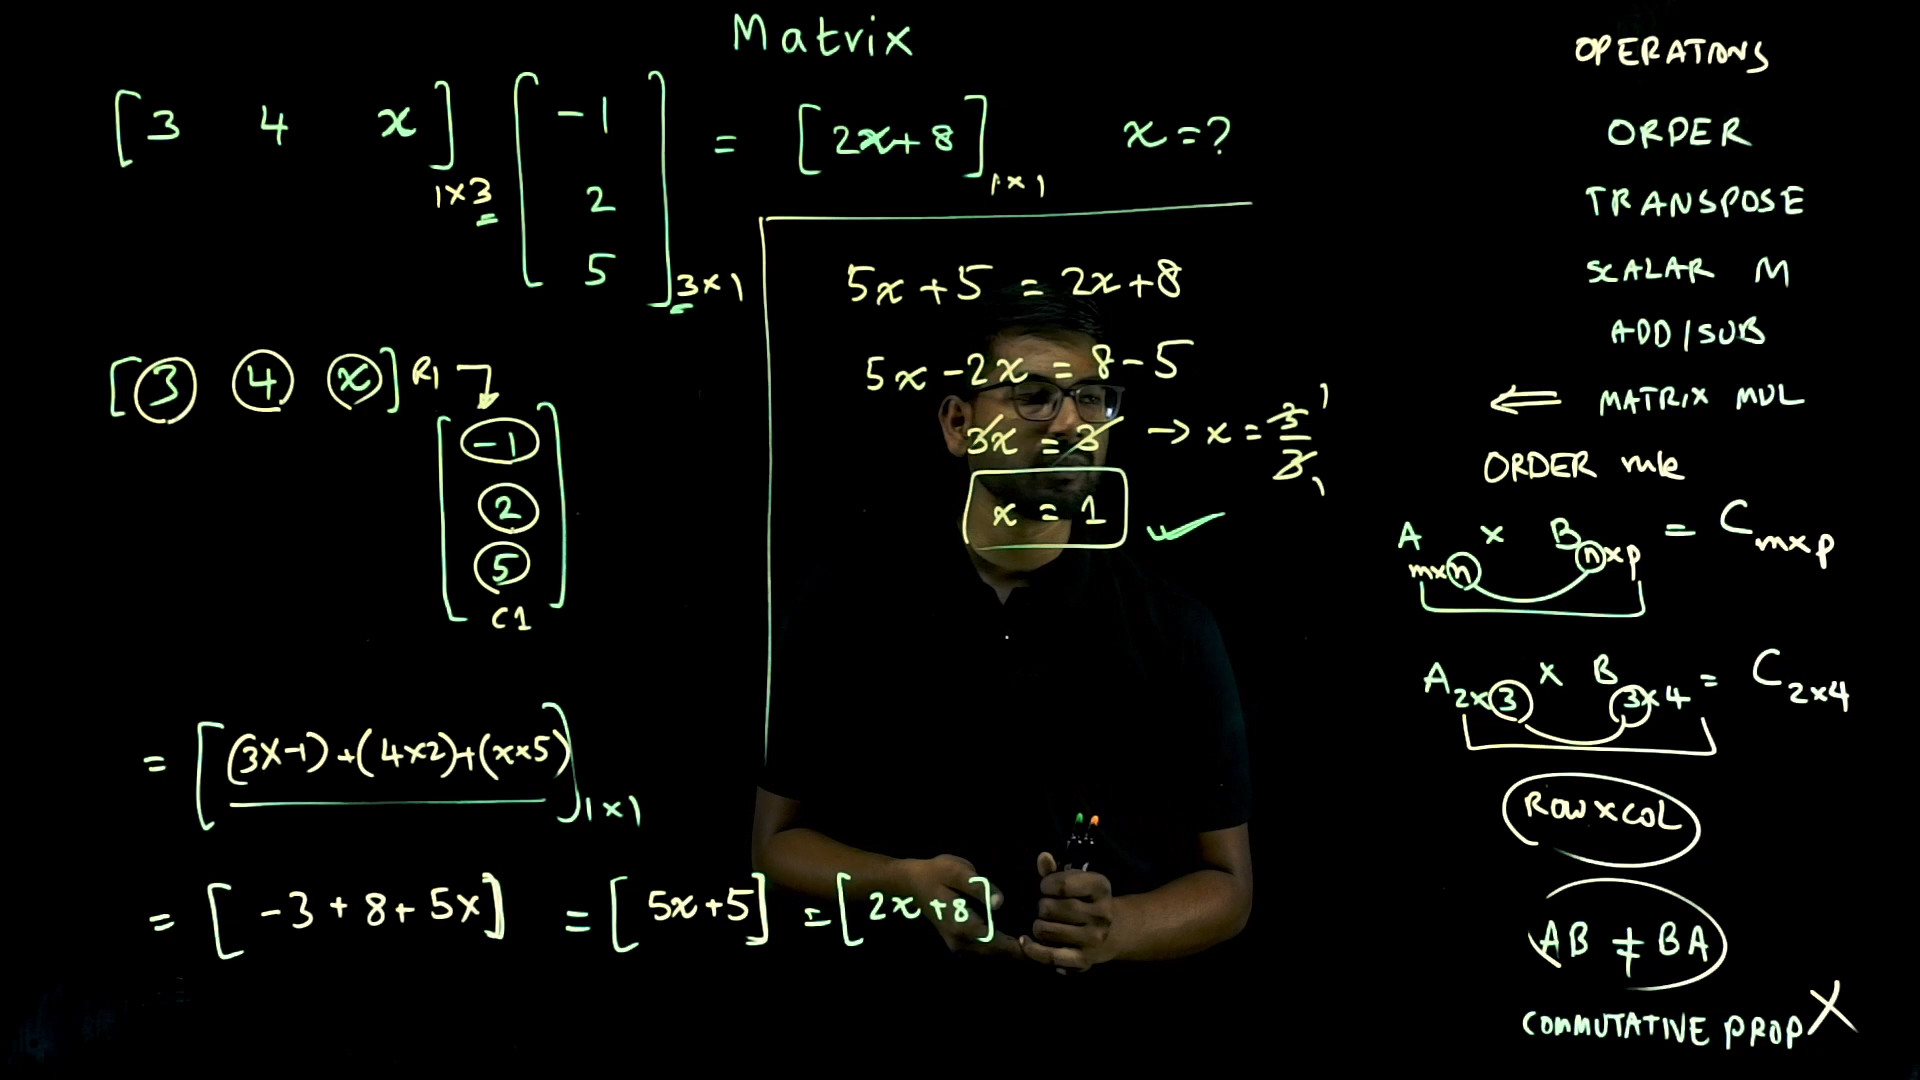 Matrix
[3 4 x] 1×3 [-1 2 5] 3×1 = [2x+8] 1×1 x=?
[3 4 x] R1
[-1
2
5]
C1
= [(3×-1)+(4×2)+(x×5)] 1×1
= [-3+8+5x] = [5x+5] = [2x+8]
5x+5 = 2x+8
5x-2x = 8-5
3x = 3 → x = 3/3 1 1
x = 1 ✓
OPERATIONS
ORDER
TRANSPOSE
SCALAR M
ADD/SUB
⇐ MATRIX MUL
ORDER rule
A m×n × B n×p = C m×p
A 2×3 × B 3×4 = C 2×4
ROW×COL
AB ≠ BA
COMMUTATIVE PROP X